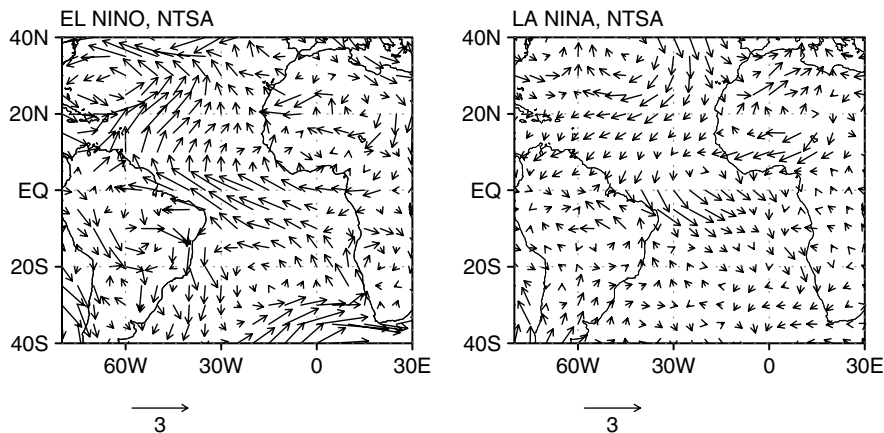 EL NINO, NTSA
40N
20N
EQ
20S
40S
60W 30W 0 30E
3
LA NINA, NTSA
40N
20N
EQ
20S
40S
60W 30W 0 30E
3